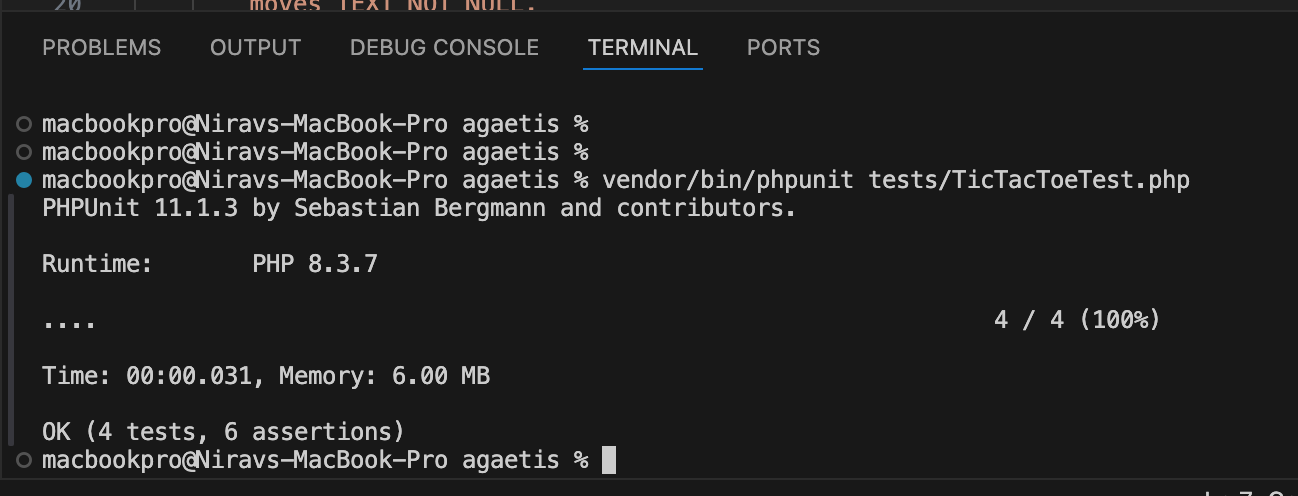 20 moves TEXT NOT NULL,
PROBLEMS OUTPUT DEBUG CONSOLE TERMINAL PORTS
macbookpro@Niravs-MacBook-Pro agaetis %
macbookpro@Niravs-MacBook-Pro agaetis %
macbookpro@Niravs-MacBook-Pro agaetis % vendor/bin/phpunit tests/TicTacToeTest.php
PHPUnit 11.1.3 by Sebastian Bergmann and contributors.
Runtime: PHP 8.3.7
.... 4 / 4 (100%)
Time: 00:00.031, Memory: 6.00 MB
OK (4 tests, 6 assertions)
macbookpro@Niravs-MacBook-Pro agaetis %